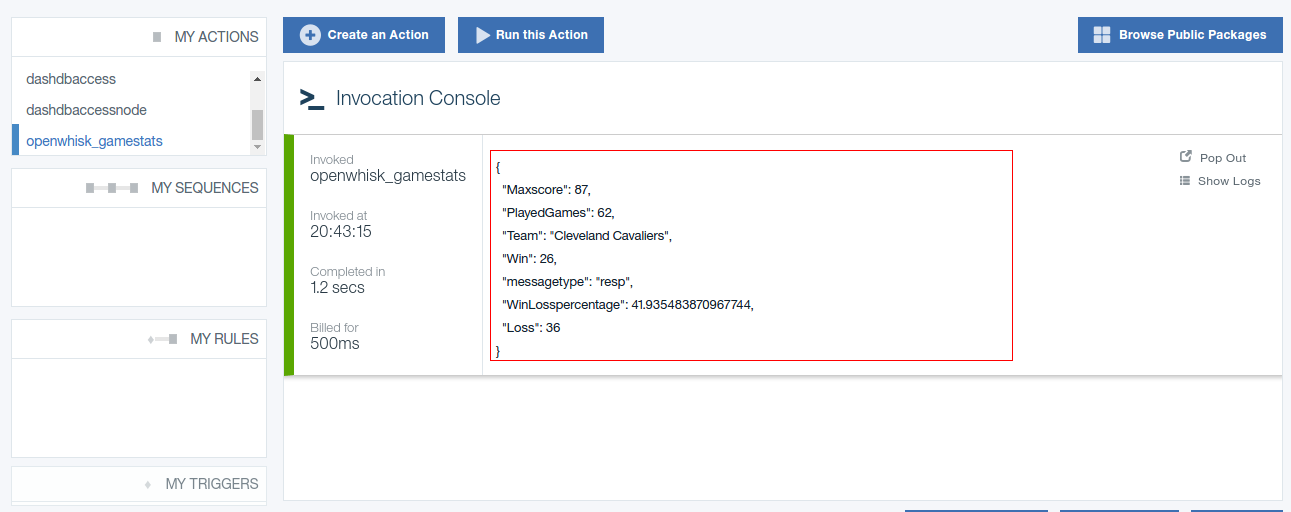 MY ACTIONS
dashdbaccess
dashdbaccessnode
openwhisk_gamestats
MY SEQUENCES
MY RULES
MY TRIGGERS
Create an Action
Run this Action
Browse Public Packages
>_ Invocation Console
Invoked
openwhisk_gamestats
Invoked at
20:43:15
Completed in
1.2 secs
Billed for
500ms
{
"Maxscore": 87,
"PlayedGames": 62,
"Team": "Cleveland Cavaliers",
"Win": 26,
"messagetype": "resp",
"WinLosspercentage": 41.935483870967744,
"Loss": 36
}
Pop Out
Show Logs